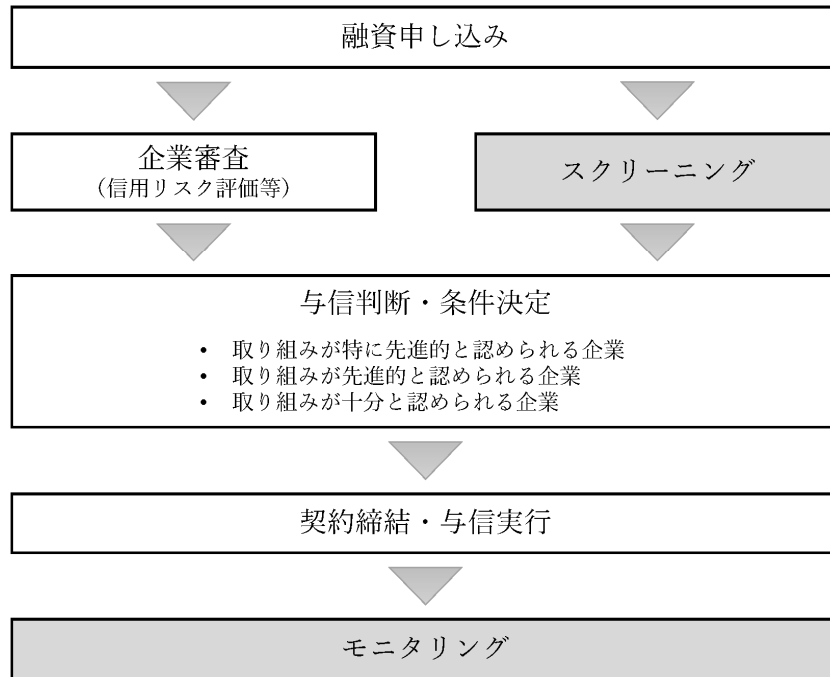 融資申し込み
企業審査
（信用リスク評価等）
スクリーニング
与信判断・条件決定
• 取り組みが特に先進的と認められる企業
• 取り組みが先進的と認められる企業
• 取り組みが十分と認められる企業
契約締結・与信実行
モニタリング